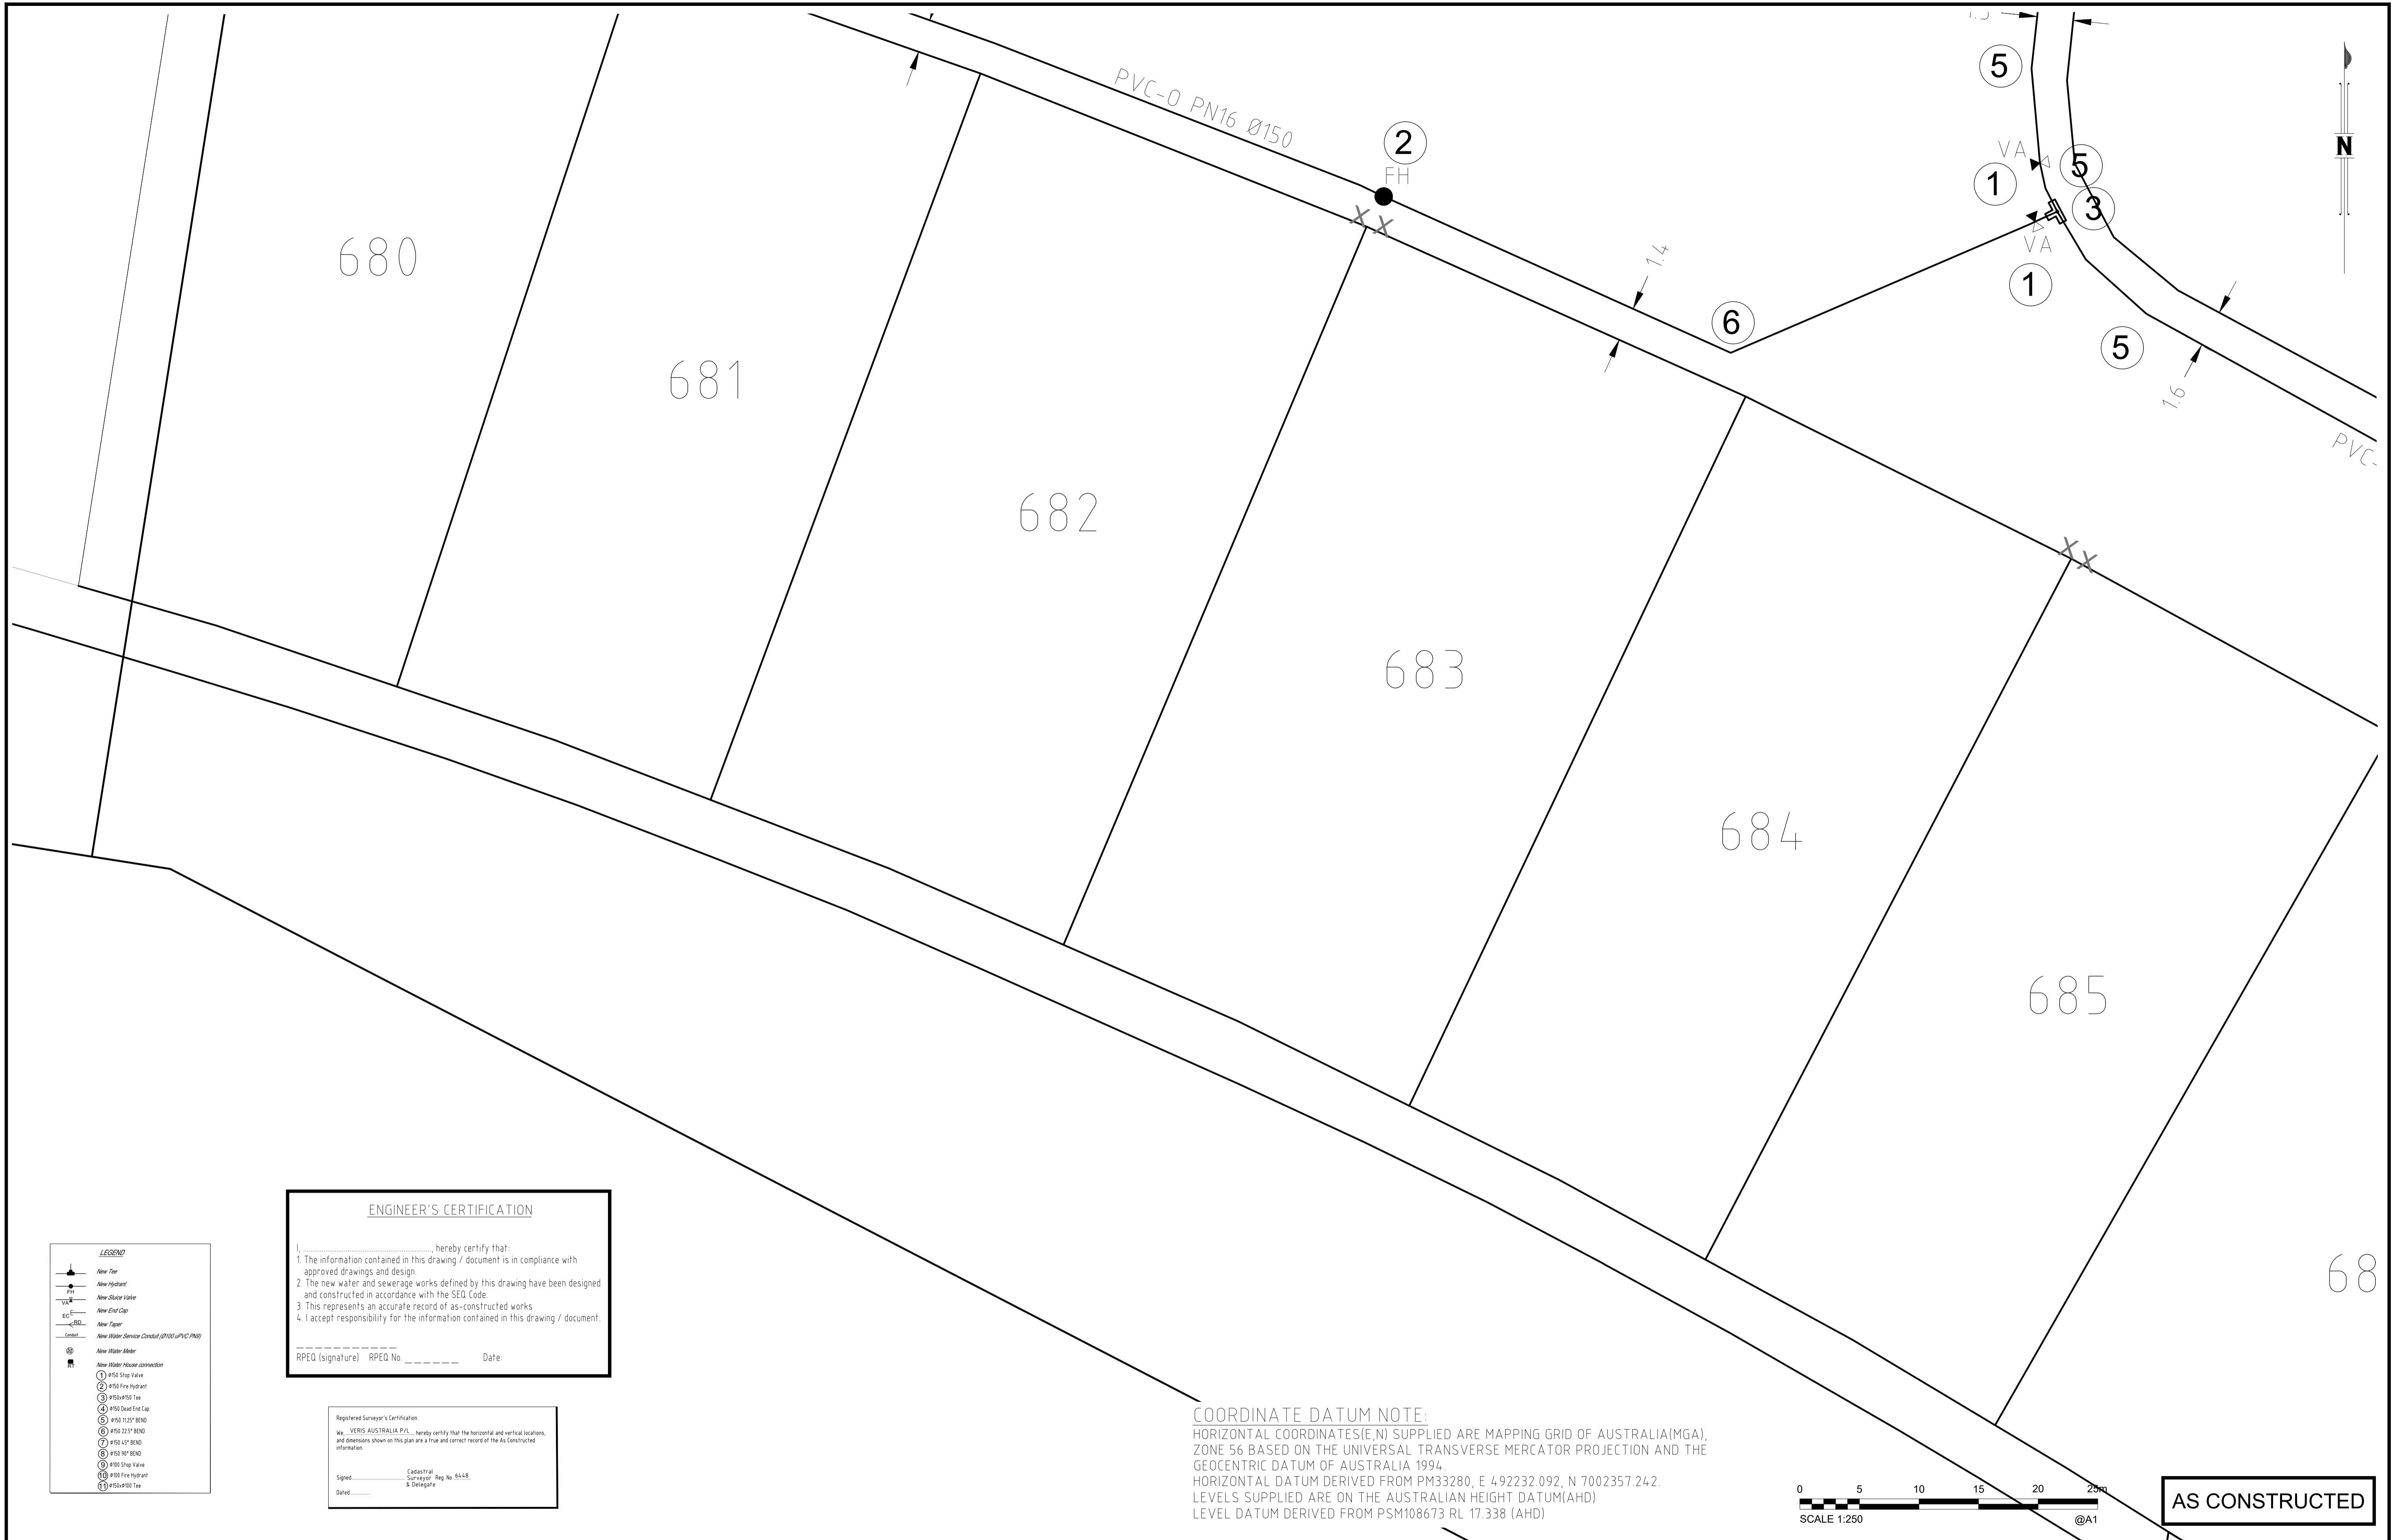 5
PVC-O PN16 Ø150
2
FH
VA
5
1
3
VA
1
N
1.4
6
5
1.6
PVC-
680
681
682
683
684
685
68
LEGEND
New Tee
FH New Hydrant
VA New Sluice Valve
EC New End Cap
RD New Taper
Conduit New Water Service Conduit (Ø100 uPVC PN9)
New Water Meter
New Water House connection
1 Ø150 Stop Valve
2 Ø150 Fire Hydrant
3 Ø150xØ150 Tee
4 Ø150 Dead End Cap
5 Ø150 11.25° BEND
6 Ø150 22.5° BEND
7 Ø150 45° BEND
8 Ø150 90° BEND
9 Ø100 Stop Valve
10 Ø100 Fire Hydrant
11 Ø150xØ100 Tee
ENGINEER'S CERTIFICATION
I, ............................................................, hereby certify that:
1. The information contained in this drawing / document is in compliance with
approved drawings and design.
2. The new water and sewerage works defined by this drawing have been designed
and constructed in accordance with the SEQ Code.
3. This represents an accurate record of as-constructed works
4. I accept responsibility for the information contained in this drawing / document.
RPEQ (signature) RPEQ No. _ _ _ _ _ _ Date:
Registered Surveyor's Certification.
We, ...VERIS AUSTRALIA P/L... hereby certify that the horizontal and vertical locations,
and dimensions shown on this plan are a true and correct record of the As Constructed
information.
Signed.................... Cadastral
Surveyor Reg. No. 6448
& Delegate
Dated............
COORDINATE DATUM NOTE:
HORIZONTAL COORDINATES(E,N) SUPPLIED ARE MAPPING GRID OF AUSTRALIA(MGA),
ZONE 56 BASED ON THE UNIVERSAL TRANSVERSE MERCATOR PROJECTION AND THE
GEOCENTRIC DATUM OF AUSTRALIA 1994.
HORIZONTAL DATUM DERIVED FROM PM33280, E 492232.092, N 7002357.242.
LEVELS SUPPLIED ARE ON THE AUSTRALIAN HEIGHT DATUM(AHD)
LEVEL DATUM DERIVED FROM PSM108673 RL 17.338 (AHD)
0 5 10 15 20 25m
SCALE 1:250 @A1
AS CONSTRUCTED